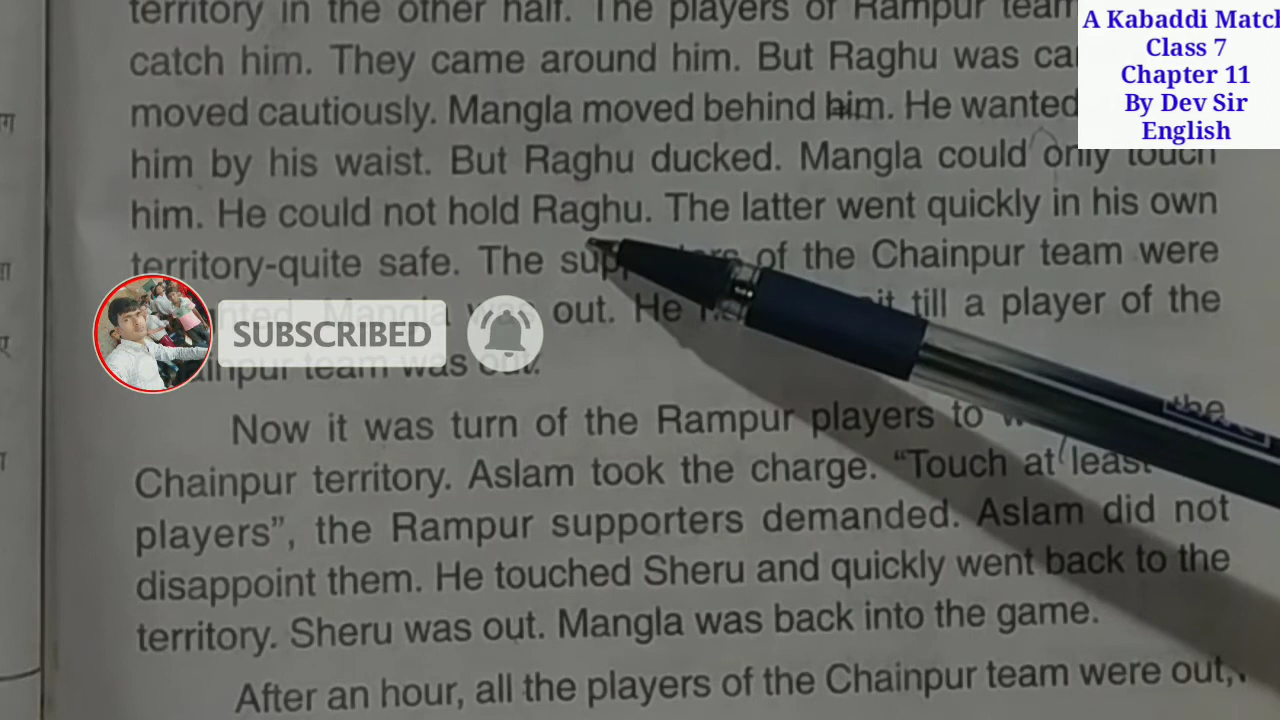 territory in the other half. The players of Rampur team
catch him. They came around him. But Raghu was
moved cautiously. Mangla moved behind him. He wanted
him by his waist. But Raghu ducked. Mangla could only touch
him. He could not hold Raghu. The latter went quickly in his own
territory-quite safe. The of the Chainpur team were
Mangla was out. He till a player of the
team was out.
Now it was turn of the Rampur players to the
Chainpur territory. Aslam took the charge. “Touch at least
players”, the Rampur supporters demanded. Aslam did not
disappoint them. He touched Sheru and quickly went back to the
territory. Sheru was out. Mangla was back into the game.
After an hour, all the players of the Chainpur team were out,
A Kabaddi Match
Class 7
Chapter 11
By Dev Sir
English
SUBSCRIBED